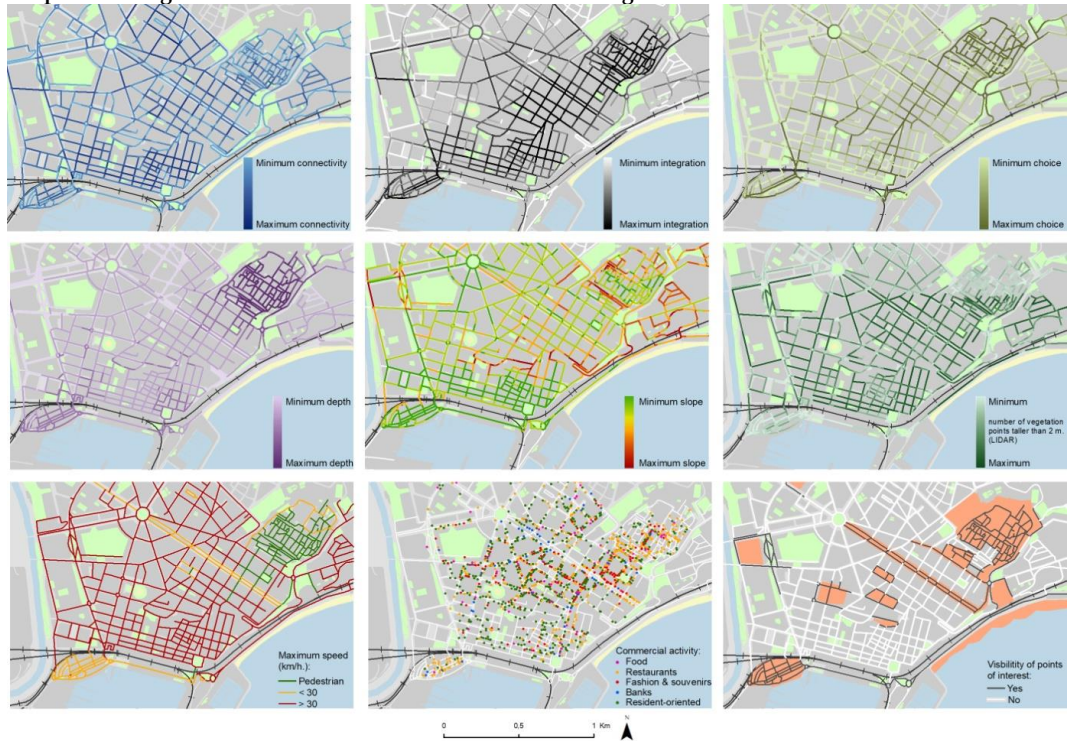 Minimum connectivity
Maximum connectivity
Minimum integration
Maximum integration
Minimum choice
Maximum choice
Minimum depth
Maximum depth
Minimum slope
Maximum slope
Minimum
number of vegetation
points taller than 2 m.
(LIDAR)
Maximum
Maximum speed
(km/h.):
Pedestrian
< 30
> 30
Commercial activity:
Food
Restaurants
Fashion & souvenirs
Banks
Resident-oriented
Visibility of points
of interest:
Yes
No
0 0.5 1 Km
N